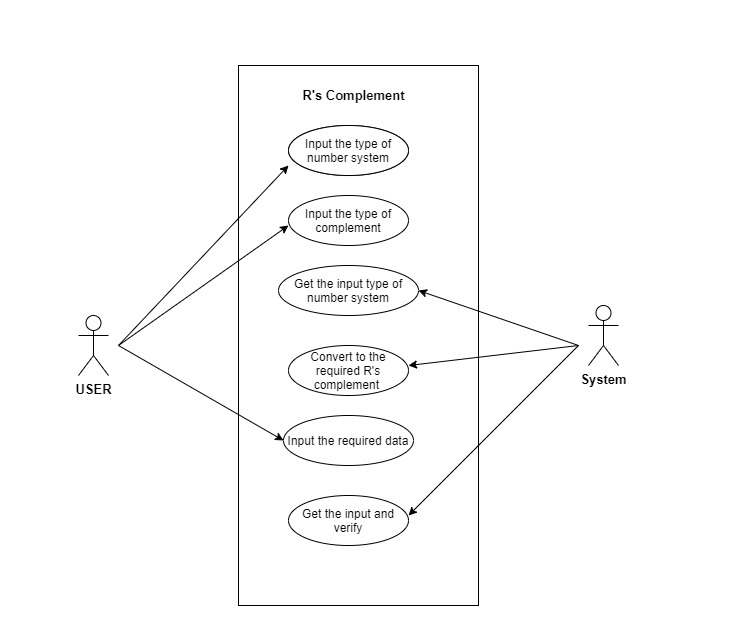 R's Complement
Input the type of
number system
Input the type of
complement
Get the input type of
number system
Convert to the
required R's
complement
Input the required data
Get the input and
verify
USER
System